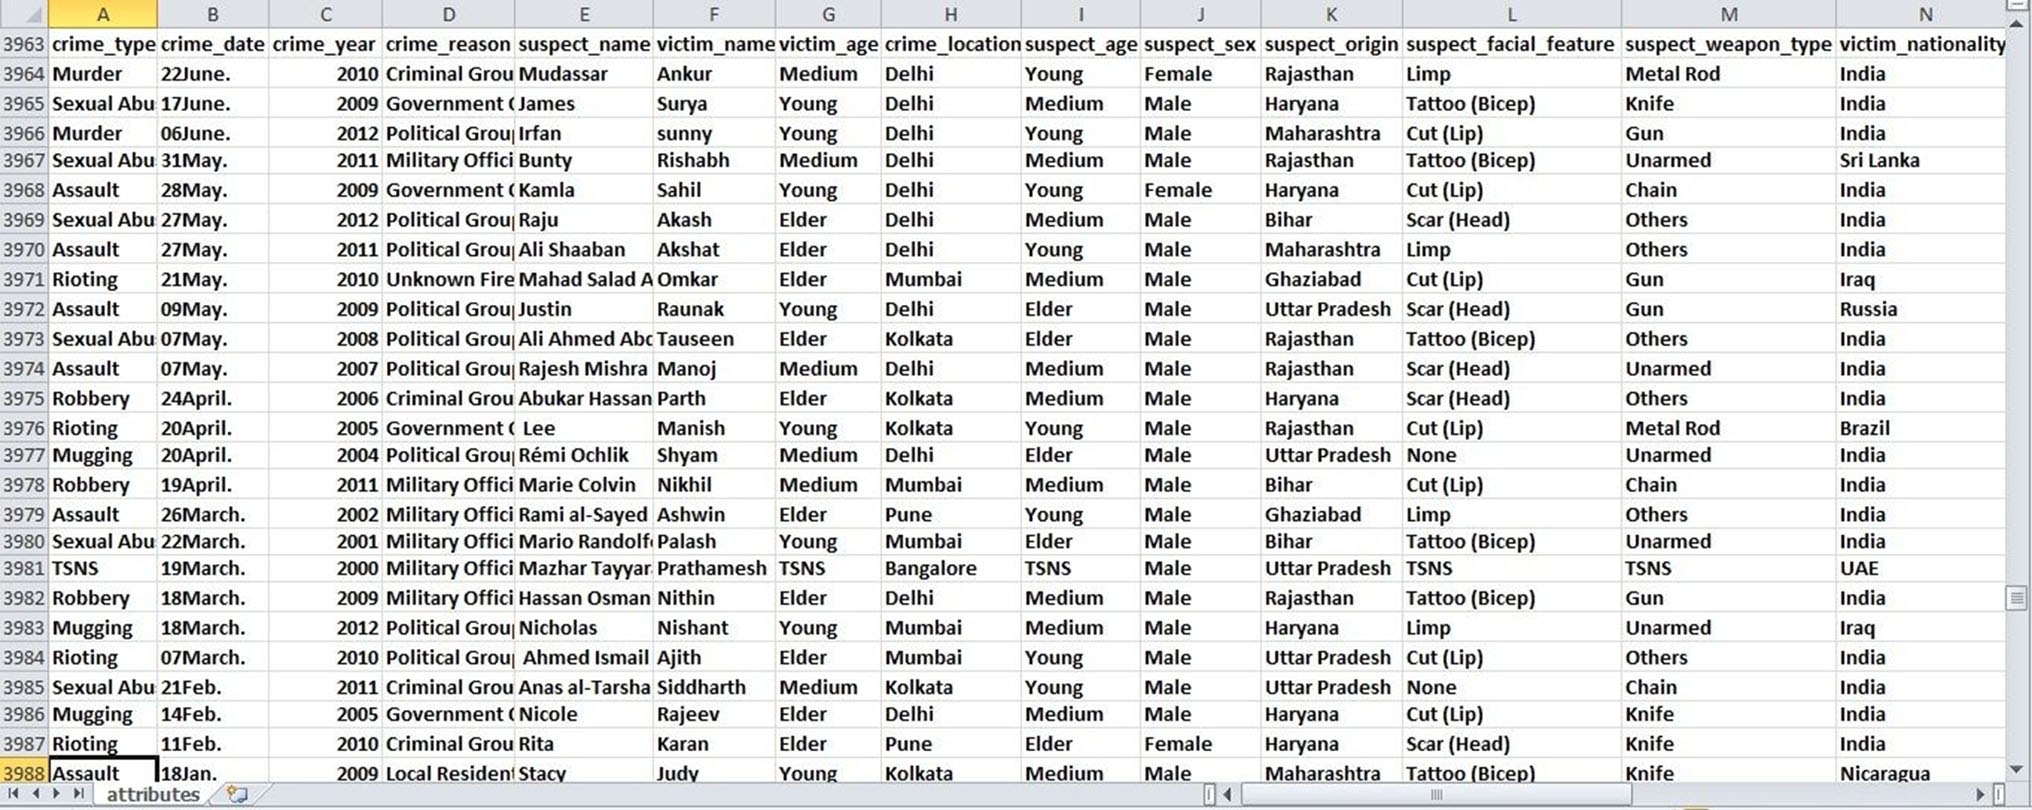 A B C D E F G H I J K L M N
3963 crime_type crime_date crime_year crime_reason suspect_name victim_name victim_age crime_location suspect_age suspect_sex suspect_origin suspect_facial_feature suspect_weapon_type victim_nationality
3964 Murder 22June. 2010 Criminal Grou Mudassar Ankur Medium Delhi Young Female Rajasthan Limp Metal Rod India
3965 Sexual Abu 17June. 2009 Government James Surya Young Delhi Medium Male Haryana Tattoo (Bicep) Knife India
3966 Murder 06June. 2012 Political Grou Irfan sunny Young Delhi Young Male Maharashtra Cut (Lip) Gun India
3967 Sexual Abu 31May. 2011 Military Offici Bunty Rishabh Medium Delhi Medium Male Rajasthan Tattoo (Bicep) Unarmed Sri Lanka
3968 Assault 28May. 2009 Government Kamla Sahil Young Delhi Young Female Haryana Cut (Lip) Chain India
3969 Sexual Abu 27May. 2012 Political Grou Raju Akash Elder Delhi Medium Male Bihar Scar (Head) Others India
3970 Assault 27May. 2011 Political Grou Ali Shaaban Akshat Elder Delhi Young Male Maharashtra Limp Others India
3971 Rioting 21May. 2010 Unknown Fire Mahad Salad A Omkar Elder Mumbai Medium Male Ghaziabad Cut (Lip) Gun Iraq
3972 Assault 09May. 2009 Political Grou Justin Raunak Young Delhi Elder Male Uttar Pradesh Scar (Head) Gun Russia
3973 Sexual Abu 07May. 2008 Political Grou Ali Ahmed Abd Tauseen Elder Kolkata Elder Male Rajasthan Tattoo (Bicep) Others India
3974 Assault 07May. 2007 Political Grou Rajesh Mishra Manoj Medium Delhi Medium Male Rajasthan Scar (Head) Unarmed India
3975 Robbery 24April. 2006 Criminal Grou Abukar Hassan Parth Elder Kolkata Medium Male Haryana Scar (Head) Others India
3976 Rioting 20April. 2005 Government Lee Manish Young Kolkata Young Male Rajasthan Cut (Lip) Metal Rod Brazil
3977 Mugging 20April. 2004 Political Grou Rémi Ochlik Shyam Medium Delhi Elder Male Uttar Pradesh None Unarmed India
3978 Robbery 19April. 2011 Military Offici Marie Colvin Nikhil Medium Mumbai Medium Male Bihar Cut (Lip) Chain India
3979 Assault 26March. 2002 Military Offici Rami al-Sayed Ashwin Elder Pune Young Male Ghaziabad Limp Others India
3980 Sexual Abu 22March. 2001 Military Offici Mario Randolf Palash Young Mumbai Elder Male Bihar Tattoo (Bicep) Unarmed India
3981 TSNS 19March. 2000 Military Offici Mazhar Tayyar Prathamesh TSNS Bangalore TSNS Male Uttar Pradesh TSNS TSNS UAE
3982 Robbery 18March. 2009 Military Offici Hassan Osman Nithin Elder Delhi Medium Male Rajasthan Tattoo (Bicep) Gun India
3983 Mugging 18March. 2012 Political Grou Nicholas Nishant Young Mumbai Medium Male Haryana Limp Unarmed Iraq
3984 Rioting 07March. 2010 Political Grou Ahmed Ismail Ajith Elder Mumbai Young Male Uttar Pradesh Cut (Lip) Others India
3985 Sexual Abu 21Feb. 2011 Criminal Grou Anas al-Tarsha Siddharth Medium Kolkata Young Male Uttar Pradesh None Chain India
3986 Mugging 14Feb. 2005 Government Nicole Rajeev Elder Delhi Medium Male Haryana Cut (Lip) Knife India
3987 Rioting 11Feb. 2010 Criminal Grou Rita Karan Elder Pune Elder Female Haryana Scar (Head) Knife India
3988 Assault 18Jan. 2009 Local Resident Stacy Judy Young Kolkata Medium Male Maharashtra Tattoo (Bicep) Knife Nicaragua
attributes